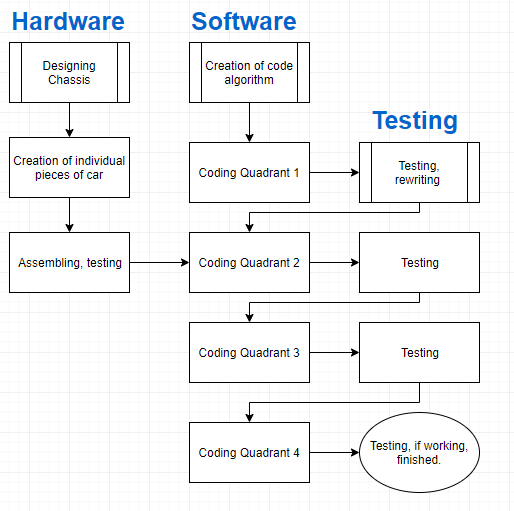 Hardware
Software
Designing
Chassis
Creation of code
algorithm
Testing
Creation of individual
pieces of car
Coding Quadrant 1
Testing,
rewriting
Assembling, testing
Coding Quadrant 2
Testing
Coding Quadrant 3
Testing
Coding Quadrant 4
Testing, if working,
finished.